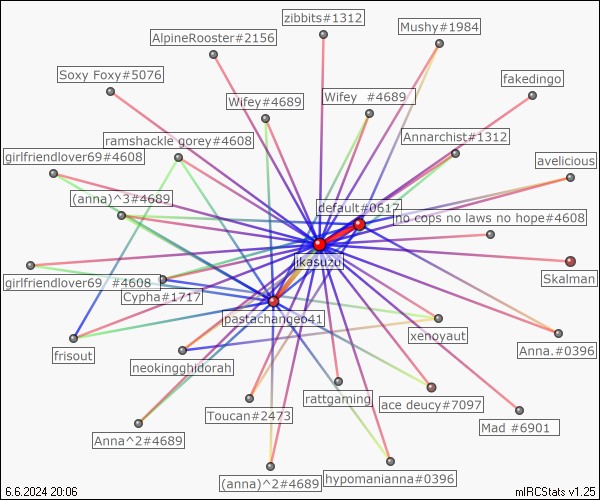 zibbits#1312
Mushy#1984
AlpineRooster#2156
Soxy Foxy#5076
fakedingo
Wifey#4689
Wifey #4689
Annarchist#1312
ramshackle gorey#4608
girlfriendlover69#4608
avelicious
(anna)^3#4689
default#0617
no cops no laws no hope#4608
jkasuzu
girlfriendlover69 #4608
Skalman
Cypha#1717
pastachangeo41
xenoyaut
Anna.#0396
frisout
neokingghidorah
rattgaming
ace deucy#7097
Toucan#2473
Mad #6901
Anna^2#4689
hypomanianna#0396
(anna)^2#4689
6.6.2024 20:06
mIRCStats v1.25